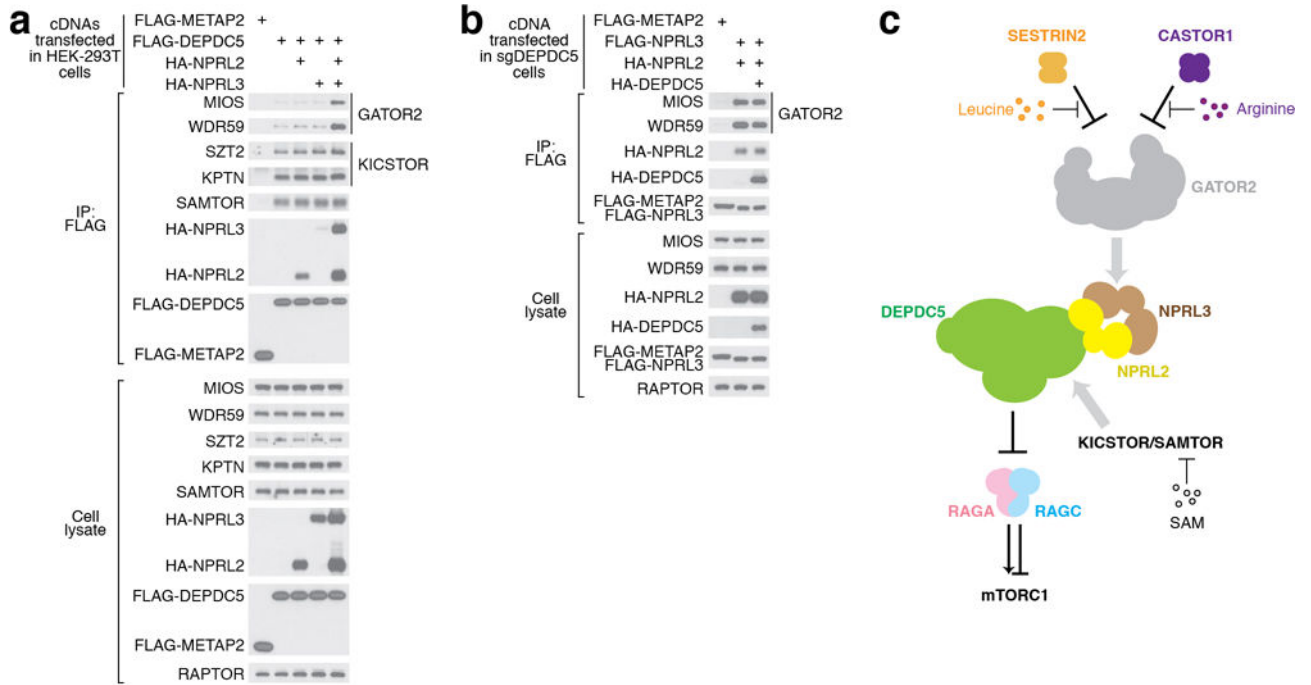 a
cDNAs
transfected
in HEK-293T
cells
FLAG-METAP2 +
FLAG-DEPDC5 + + + +
HA-NPRL2 + +
HA-NPRL3 + +
IP:
FLAG
MIOS
WDR59
GATOR2
SZT2
KPTN
KICSTOR
SAMTOR
HA-NPRL3
HA-NPRL2
FLAG-DEPDC5
FLAG-METAP2
Cell
lysate
MIOS
WDR59
SZT2
KPTN
SAMTOR
HA-NPRL3
HA-NPRL2
FLAG-DEPDC5
FLAG-METAP2
RAPTOR
b
cDNA
transfected
in sgDEPDC5
cells
FLAG-METAP2 +
FLAG-NPRL3 + +
HA-NPRL2 + +
HA-DEPDC5 +
IP:
FLAG
MIOS
WDR59
GATOR2
HA-NPRL2
HA-DEPDC5
FLAG-METAP2
FLAG-NPRL3
Cell
lysate
MIOS
WDR59
HA-NPRL2
HA-DEPDC5
FLAG-METAP2
FLAG-NPRL3
RAPTOR
c
SESTRIN2
CASTOR1
Leucine
Arginine
GATOR2
DEPDC5
NPRL3
NPRL2
KICSTOR/SAMTOR
SAM
RAGA
RAGC
mTORC1